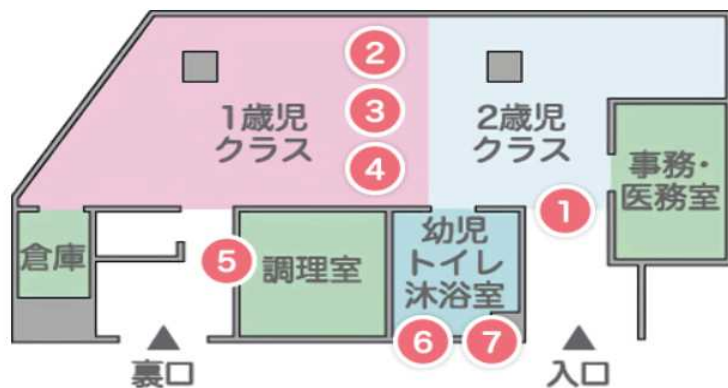 2
3
4
1歳児
クラス
2歳児
クラス
事務・
医務室
1
倉庫
5
調理室
幼児
トイレ
沐浴室
6
7
裏口
入口